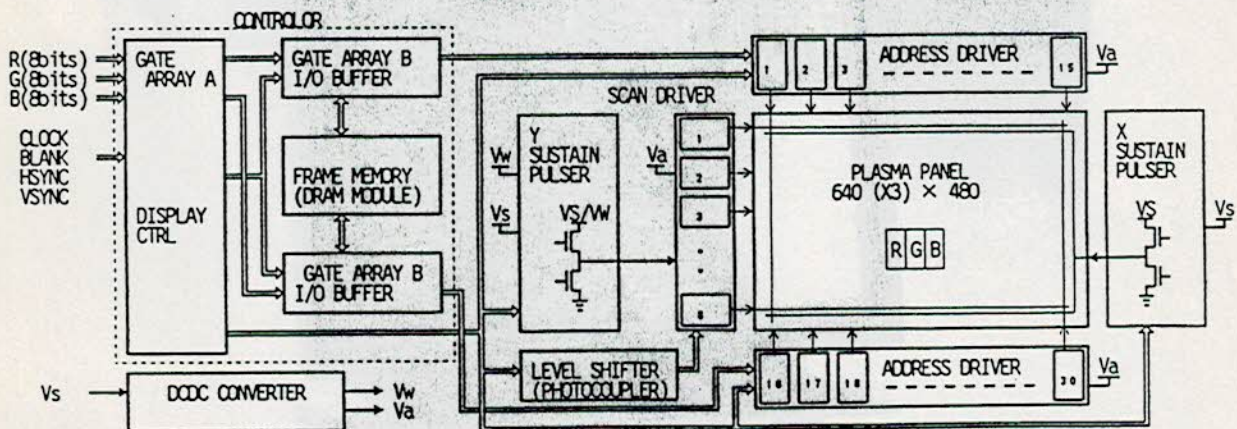 CONTROLOR
R(8bits)
G(8bits)
B(8bits)
CLOCK
BLANK
HSYNC
VSYNC
GATE
ARRAY A
DISPLAY
CTRL
GATE ARRAY B
I/O BUFFER
FRAME MEMORY
(DRAM MODULE)
GATE ARRAY B
I/O BUFFER
Vs
DCDC CONVERTER
Vw
Va
Y
SUSTAIN
PULSER
Vw
Vs
VS/VW
LEVEL SHIFTER
(PHOTOCOUPLER)
SCAN DRIVER
Va
1
2
3
1 2 3
ADDRESS DRIVER
15
Va
PLASMA PANEL
640 (X3) × 480
R G B
16 17 18
ADDRESS DRIVER
30
Va
X
SUSTAIN
PULSER
VS
Vs